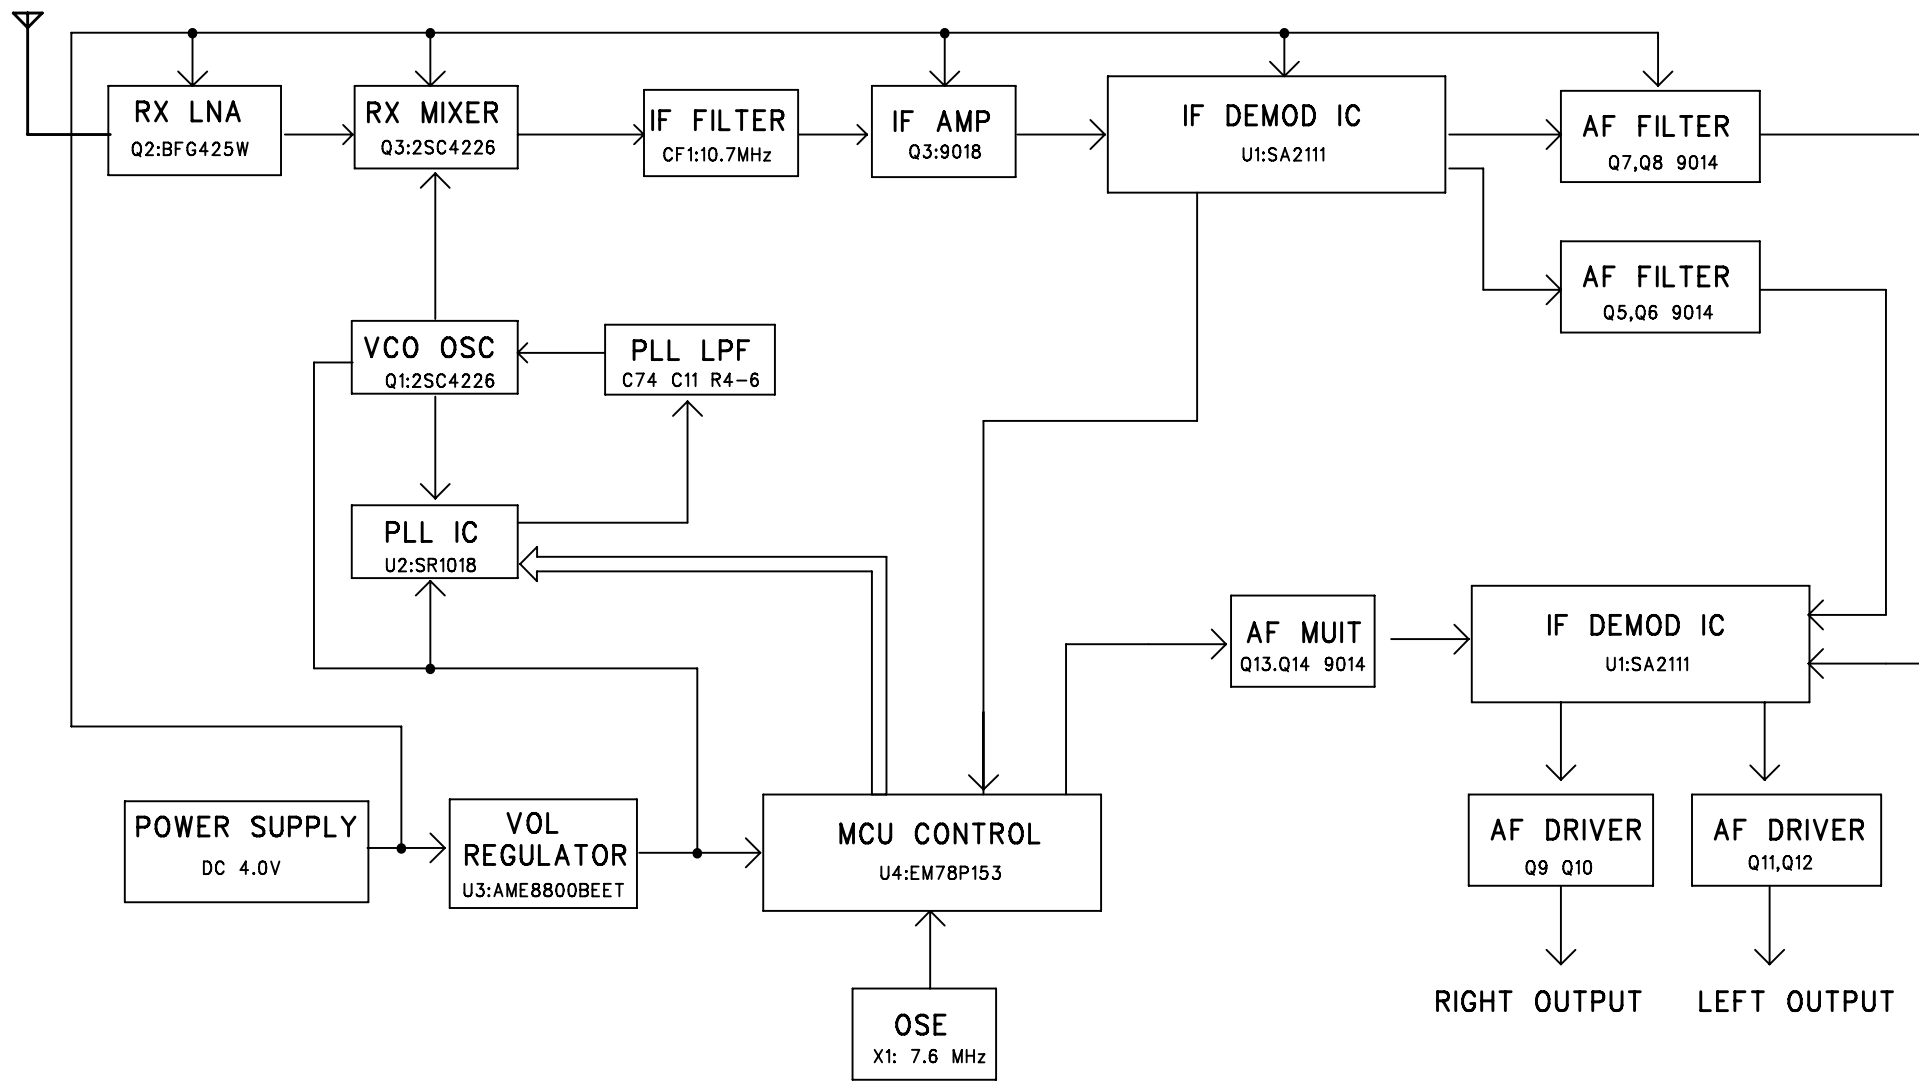 RX LNA
Q2:BFG425W
RX MIXER
Q3:2SC4226
IF FILTER
CF1:10.7MHz
IF AMP
Q3:9018
IF DEMOD IC
U1:SA2111
AF FILTER
Q7,Q8 9014
AF FILTER
Q5,Q6 9014
VCO OSC
Q1:2SC4226
PLL LPF
C74 C11 R4-6
PLL IC
U2:SR1018
AF MUIT
Q13.Q14 9014
IF DEMOD IC
U1:SA2111
POWER SUPPLY
DC 4.0V
VOL
REGULATOR
U3:AME8800BEET
MCU CONTROL
U4:EM78P153
AF DRIVER
Q9 Q10
AF DRIVER
Q11,Q12
RIGHT OUTPUT
LEFT OUTPUT
OSE
X1: 7.6 MHz